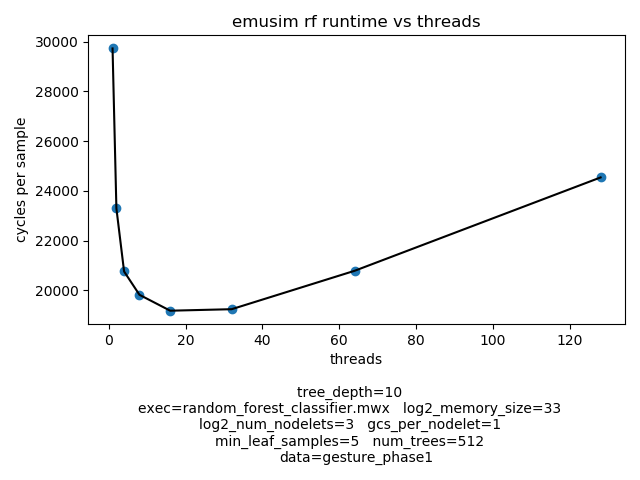 emusim rf runtime vs threads
30000
28000
26000
24000
22000
20000
cycles per sample
0 20 40 60 80 100 120
threads
tree_depth=10
exec=random_forest_classifier.mwx log2_memory_size=33
log2_num_nodelets=3 gcs_per_nodelet=1
min_leaf_samples=5 num_trees=512
data=gesture_phase1